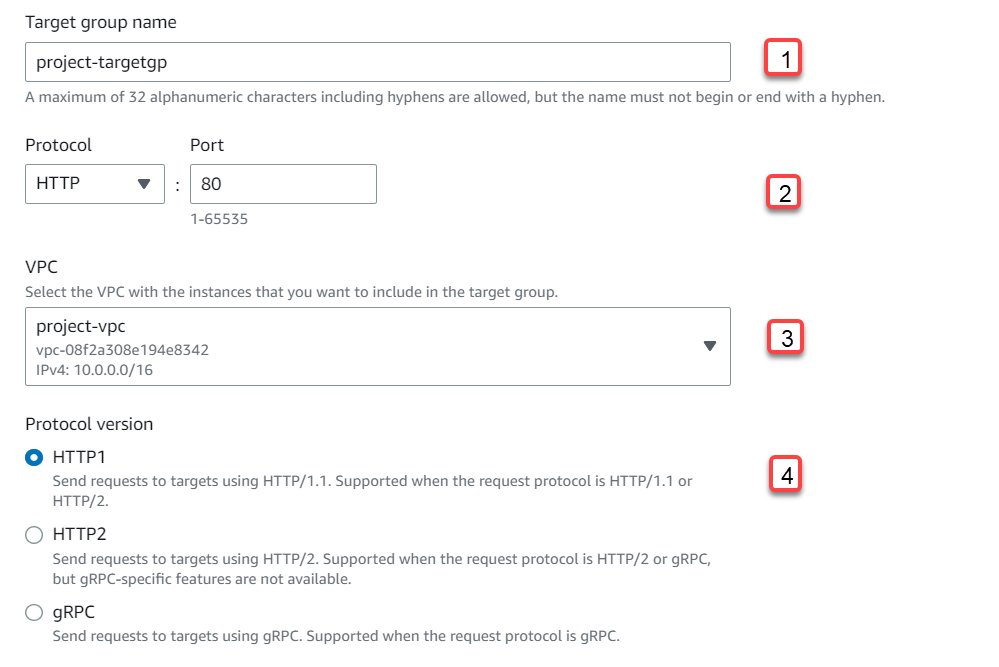 Target group name
project-targetgp
1
A maximum of 32 alphanumeric characters including hyphens are allowed, but the name must not begin or end with a hyphen.
Protocol Port
HTTP : 80
2
1-65535
VPC
Select the VPC with the instances that you want to include in the target group.
project-vpc
vpc-08f2a308e194e8342
IPv4: 10.0.0.0/16
3
Protocol version
HTTP1
Send requests to targets using HTTP/1.1. Supported when the request protocol is HTTP/1.1 or
HTTP/2.
4
HTTP2
Send requests to targets using HTTP/2. Supported when the request protocol is HTTP/2 or gRPC,
but gRPC-specific features are not available.
gRPC
Send requests to targets using gRPC. Supported when the request protocol is gRPC.